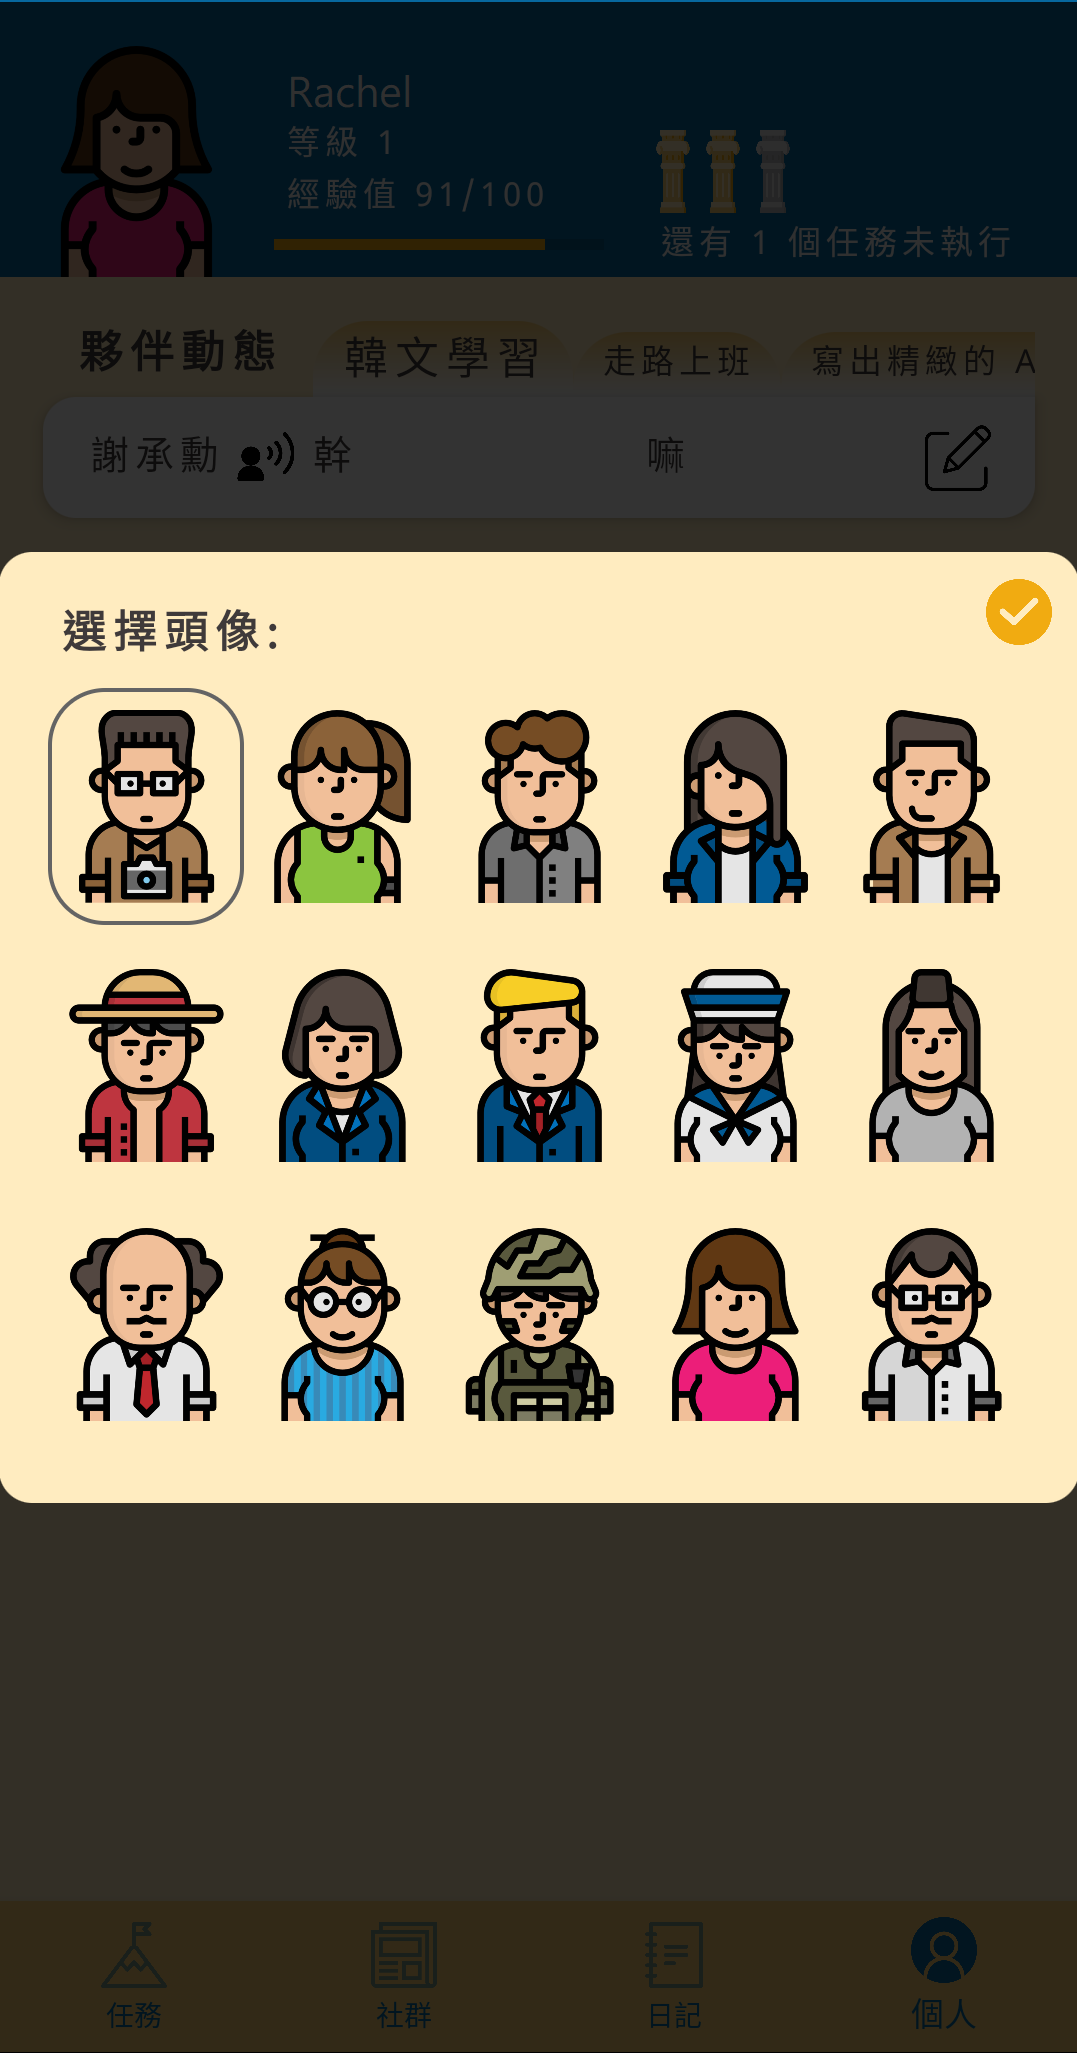 Rachel
等級 1
經驗值 91/100
還有 1 個任務未執行
夥伴動態 韓文學習 走路上班 寫出精緻的 A
謝承勳 幹 嘛
選擇頭像:
任務 社群 日記 個人